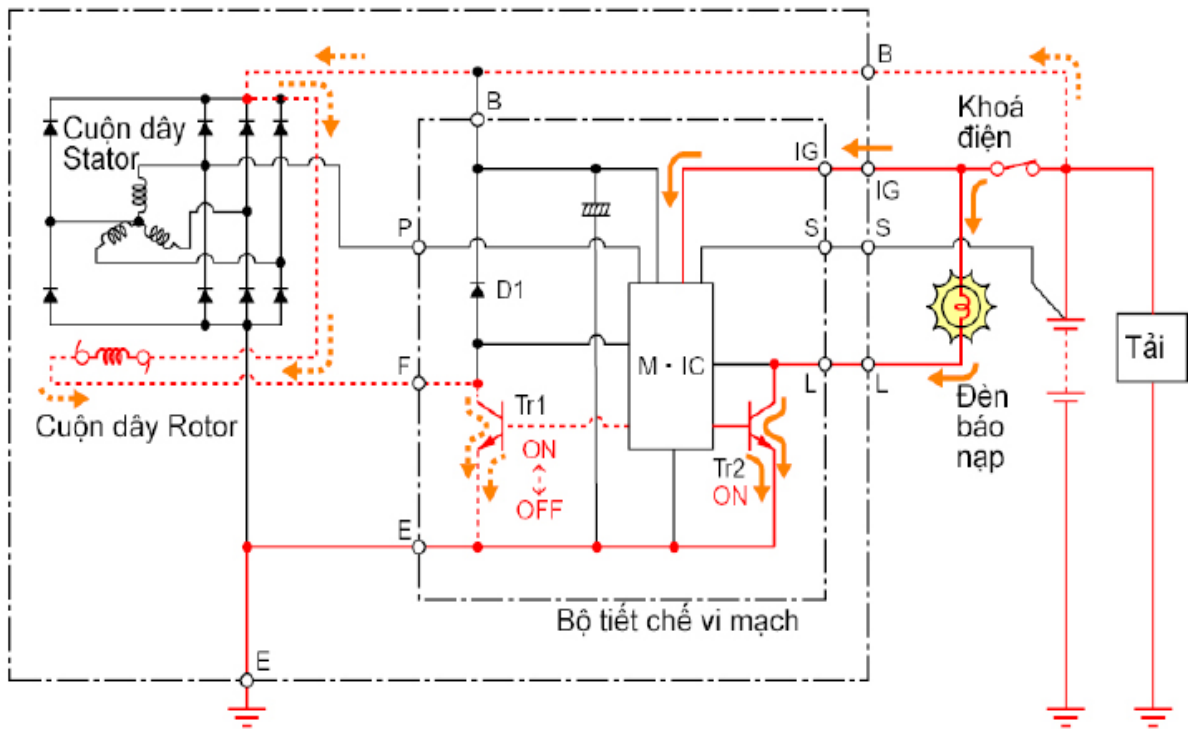 B
B
Khoá
điện
Cuộn dây
Stator
IG
IG
P
S
S
D1
M · IC
Tải
F
L
L
Đèn
báo
nạp
Cuộn dây Rotor
Tr1
ON
OFF
Tr2
ON
E
Bộ tiết chế vi mạch
E